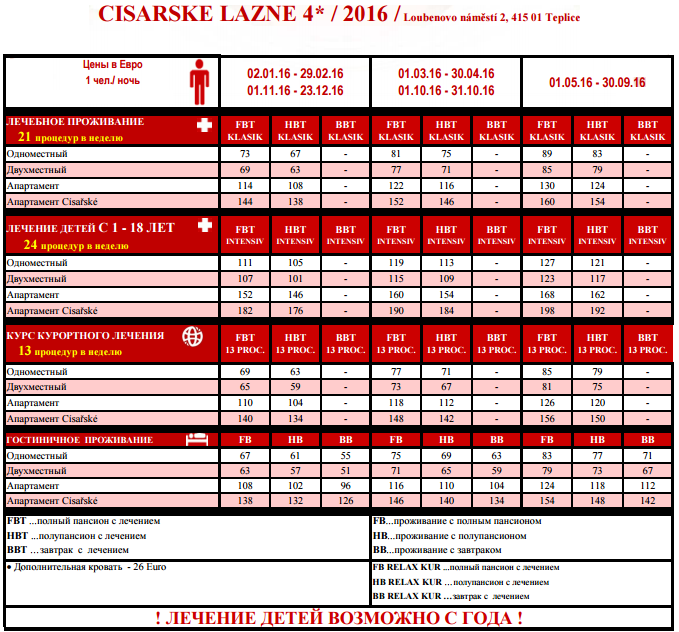 CISARSKE LAZNE 4* / 2016 / Loubenovo náměstí 2, 415 01 Teplice
Цены в Евро
1 чел./ ночь
02.01.16 - 29.02.16
01.11.16 - 23.12.16
01.03.16 - 30.04.16
01.10.16 - 31.10.16
01.05.16 - 30.09.16
ЛЕЧЕБНОЕ ПРОЖИВАНИЕ
21 процедур в неделю
FBT KLASIK HBT KLASIK BBT KLASIK FBT KLASIK HBT KLASIK BBT KLASIK FBT KLASIK HBT KLASIK BBT KLASIK
Одноместный 73 67 - 81 75 - 89 83 -
Двухместный 69 63 - 77 71 - 85 79 -
Апартамент 114 108 - 122 116 - 130 124 -
Апартамент Cisařské 144 138 - 152 146 - 160 154 -
ЛЕЧЕНИЕ ДЕТЕЙ С 1 - 18 ЛЕТ
24 процедур в неделю
FBT INTENSIV HBT INTENSIV BBT INTENSIV FBT INTENSIV HBT INTENSIV BBT INTENSIV FBT INTENSIV HBT INTENSIV BBT INTENSIV
Одноместный 111 105 - 119 113 - 127 121 -
Двухместный 107 101 - 115 109 - 123 117 -
Апартамент 152 146 - 160 154 - 168 162 -
Апартамент Cisařské 182 176 - 190 184 - 198 192 -
КУРС КУРОРТНОГО ЛЕЧЕНИЯ
13 процедур в неделю
FBT 13 PROC. HBT 13 PROC. BBT 13 PROC. FBT 13 PROC. HBT 13 PROC. BBT 13 PROC. FBT 13 PROC. HBT 13 PROC. BBT 13 PROC.
Одноместный 69 63 - 77 71 - 85 79 -
Двухместный 65 59 - 73 67 - 81 75 -
Апартамент 110 104 - 118 112 - 126 120 -
Апартамент Cisařské 140 134 - 148 142 - 156 150 -
ГОСТИНИЧНОЕ ПРОЖИВАНИЕ FB HB BB FB HB BB FB HB BB
Одноместный 67 61 55 75 69 63 83 77 71
Двухместный 63 57 51 71 65 59 79 73 67
Апартамент 108 102 96 116 110 104 124 118 112
Апартамент Cisařské 138 132 126 146 140 134 154 148 142
FBT ...полный пансион с лечением
HBT ...полупансион с лечением
BBT ...завтрак с лечением
FB...проживание с полным пансионом
HB...проживание с полупансионом
BB...проживание с завтраком
• Дополнительная кровать - 26 Euro
FB RELAX KUR ...полный пансион с лечением
HB RELAX KUR ...полупансион с лечением
BB RELAX KUR ...завтрак с лечением
! ЛЕЧЕНИЕ ДЕТЕЙ ВОЗМОЖНО С ГОДА !